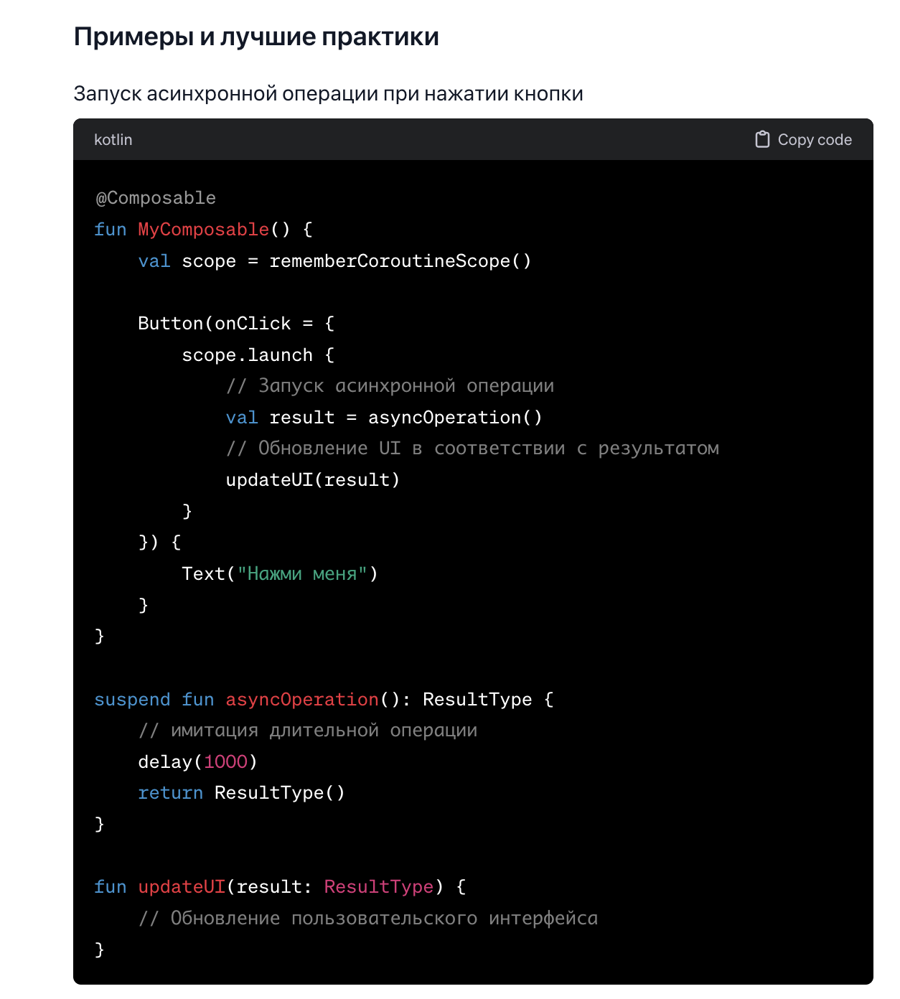 Примеры и лучшие практики
Запуск асинхронной операции при нажатии кнопки
kotlin
Copy code
@Composable
fun MyComposable() {
    val scope = rememberCoroutineScope()

    Button(onClick = {
        scope.launch {
            // Запуск асинхронной операции
            val result = asyncOperation()
            // Обновление UI в соответствии с результатом
            updateUI(result)
        }
    }) {
        Text("Нажми меня")
    }
}

suspend fun asyncOperation(): ResultType {
    // имитация длительной операции
    delay(1000)
    return ResultType()
}

fun updateUI(result: ResultType) {
    // Обновление пользовательского интерфейса
}